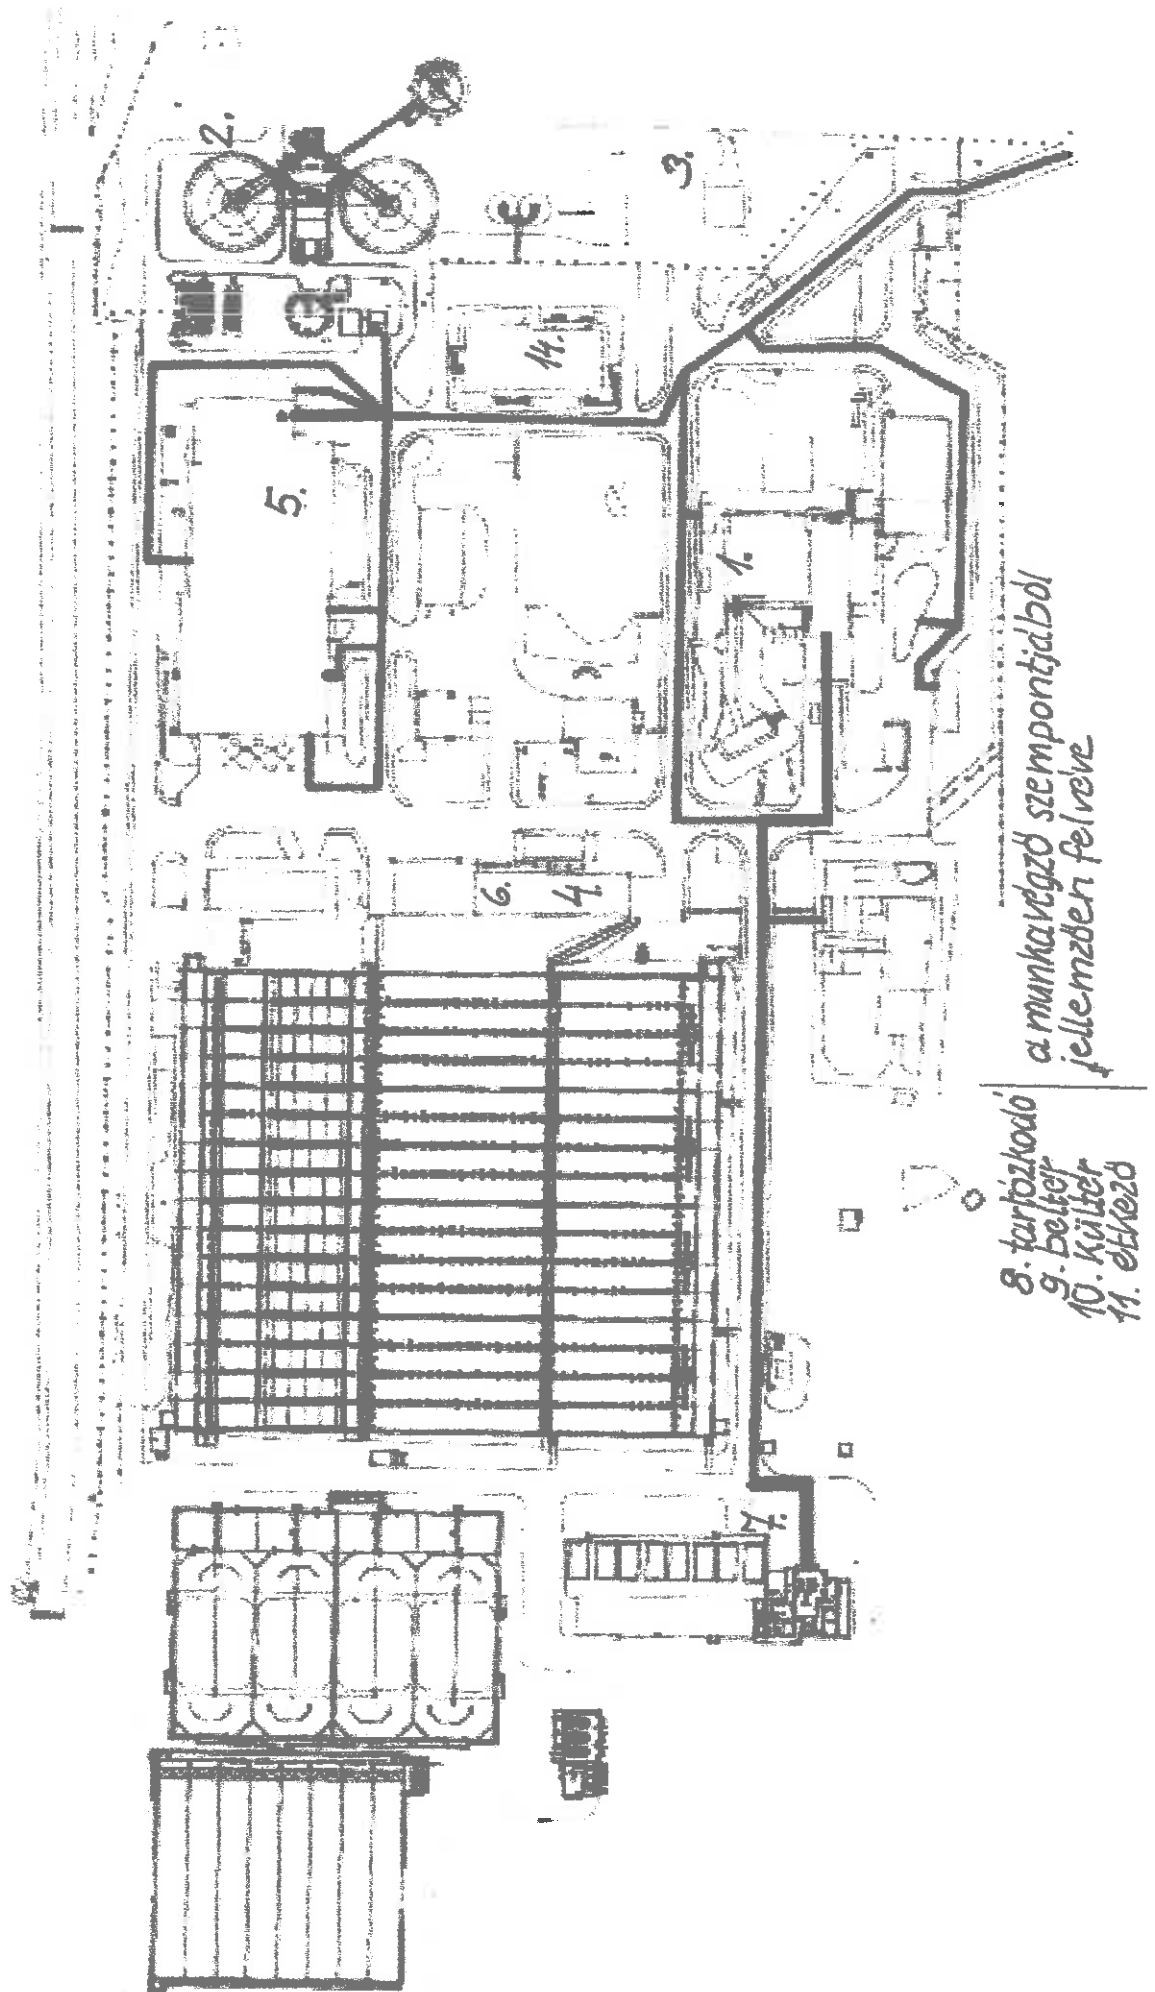 2.
3.
14.
5.
1.
6.
4.
7.
8. tartózkodó
9. beltér
10. kültér
11. étkező
a munkavégző szempontjából
jellemzően felvéve